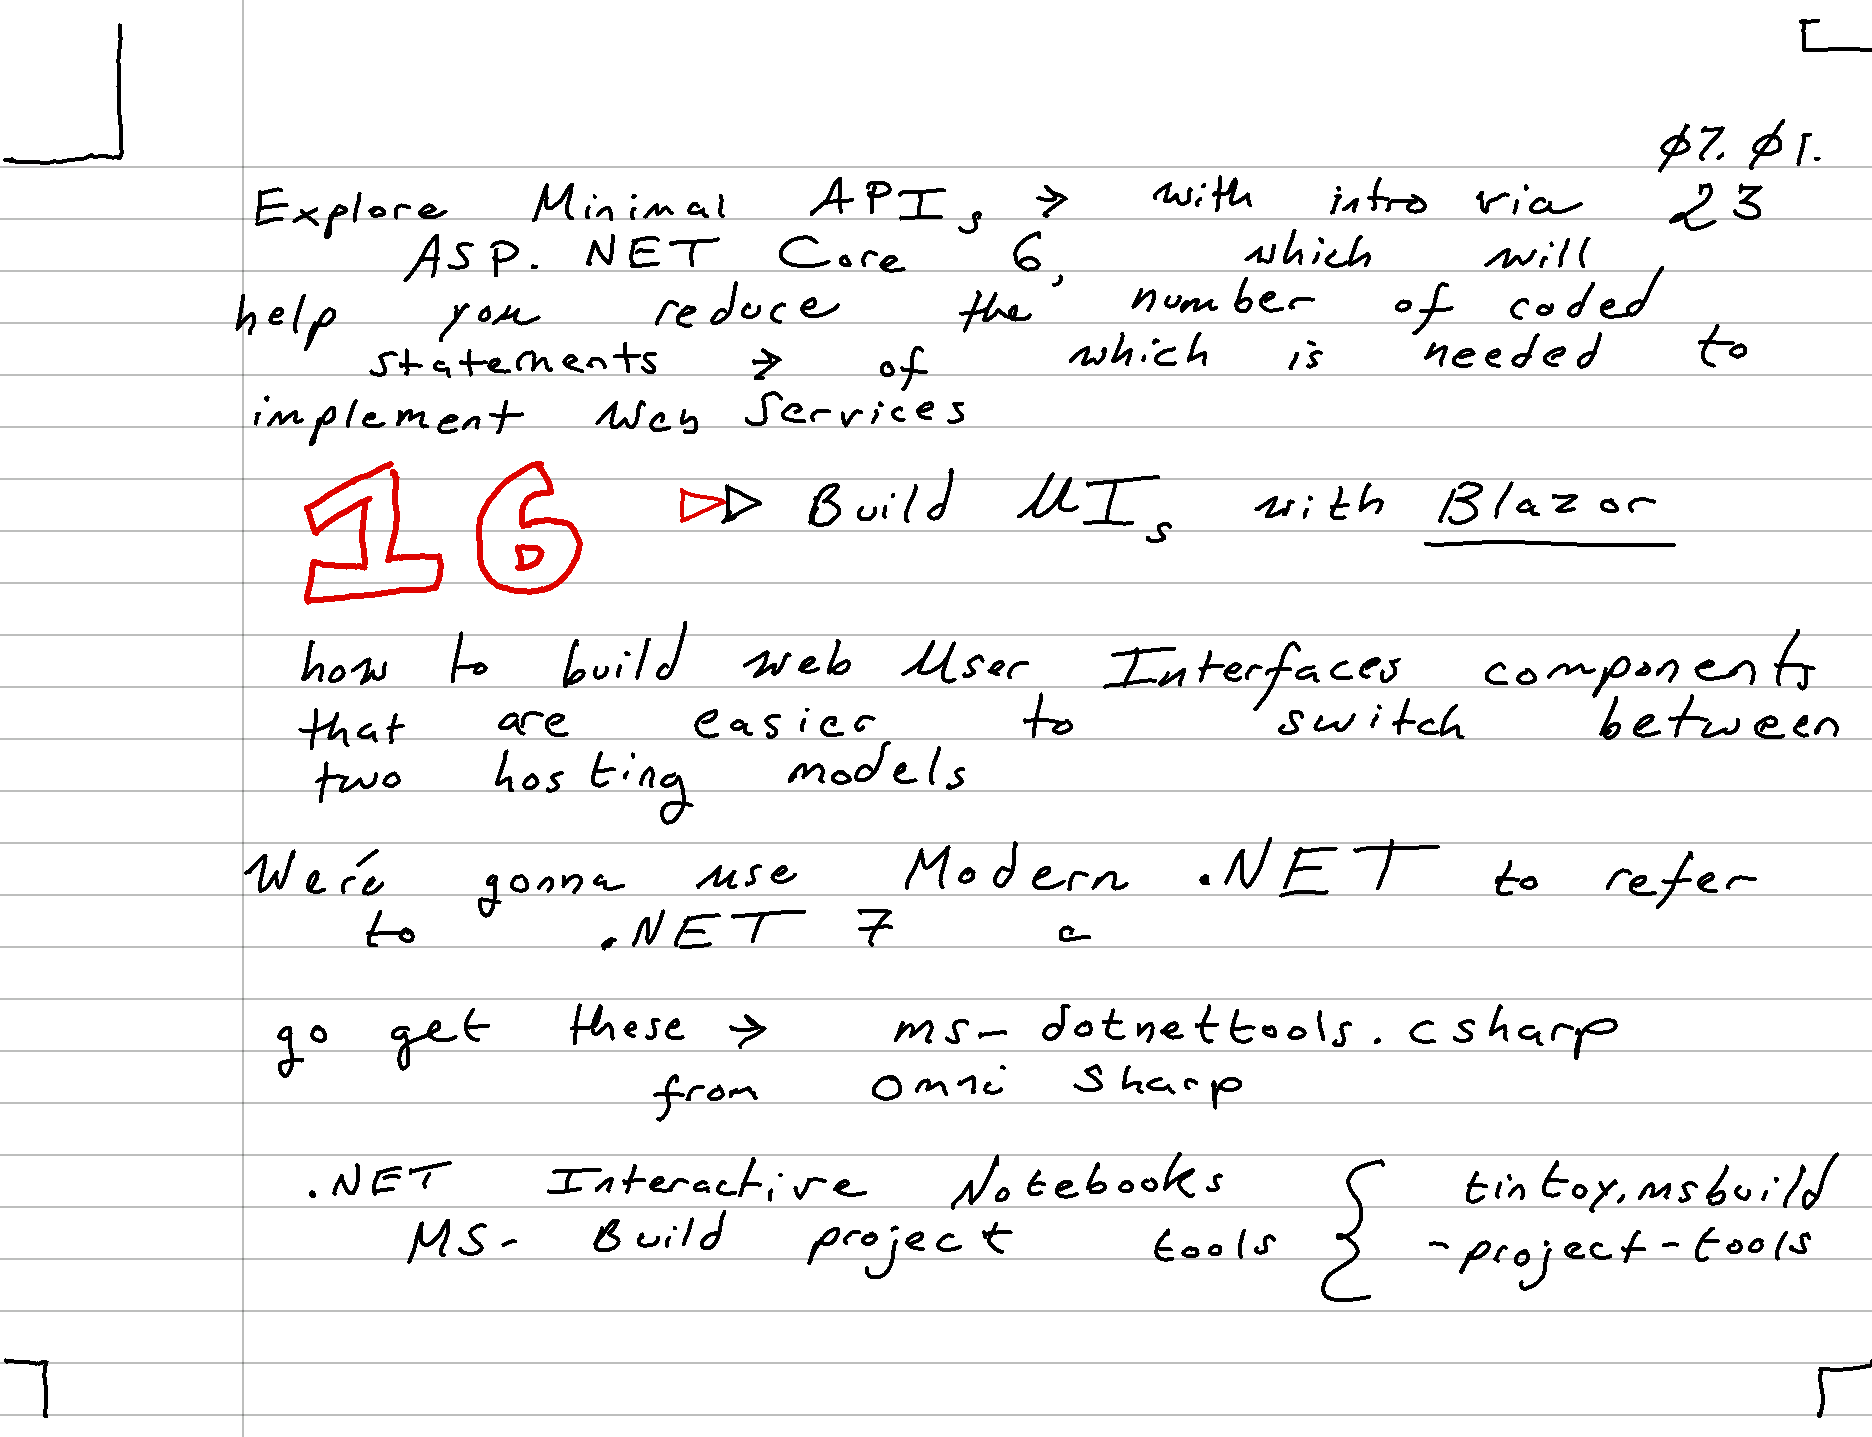 07. 01.
Explore Minimal APIs → with intro via 23
ASP. NET Core 6, which will
help you reduce the number of coded
statements → of which is needed to
implement Web Services
16 ▷▷ Build UIs with Blazor
how to build web User Interfaces components
that are easier to switch between
two hosting models
We're gonna use Modern .NET to refer
to .NET 7 c
go get these → ms-dotnettools.csharp
from Omni Sharp
.NET Interactive Notebooks { tintoy.msbuild
MS- Build project tools -project-tools